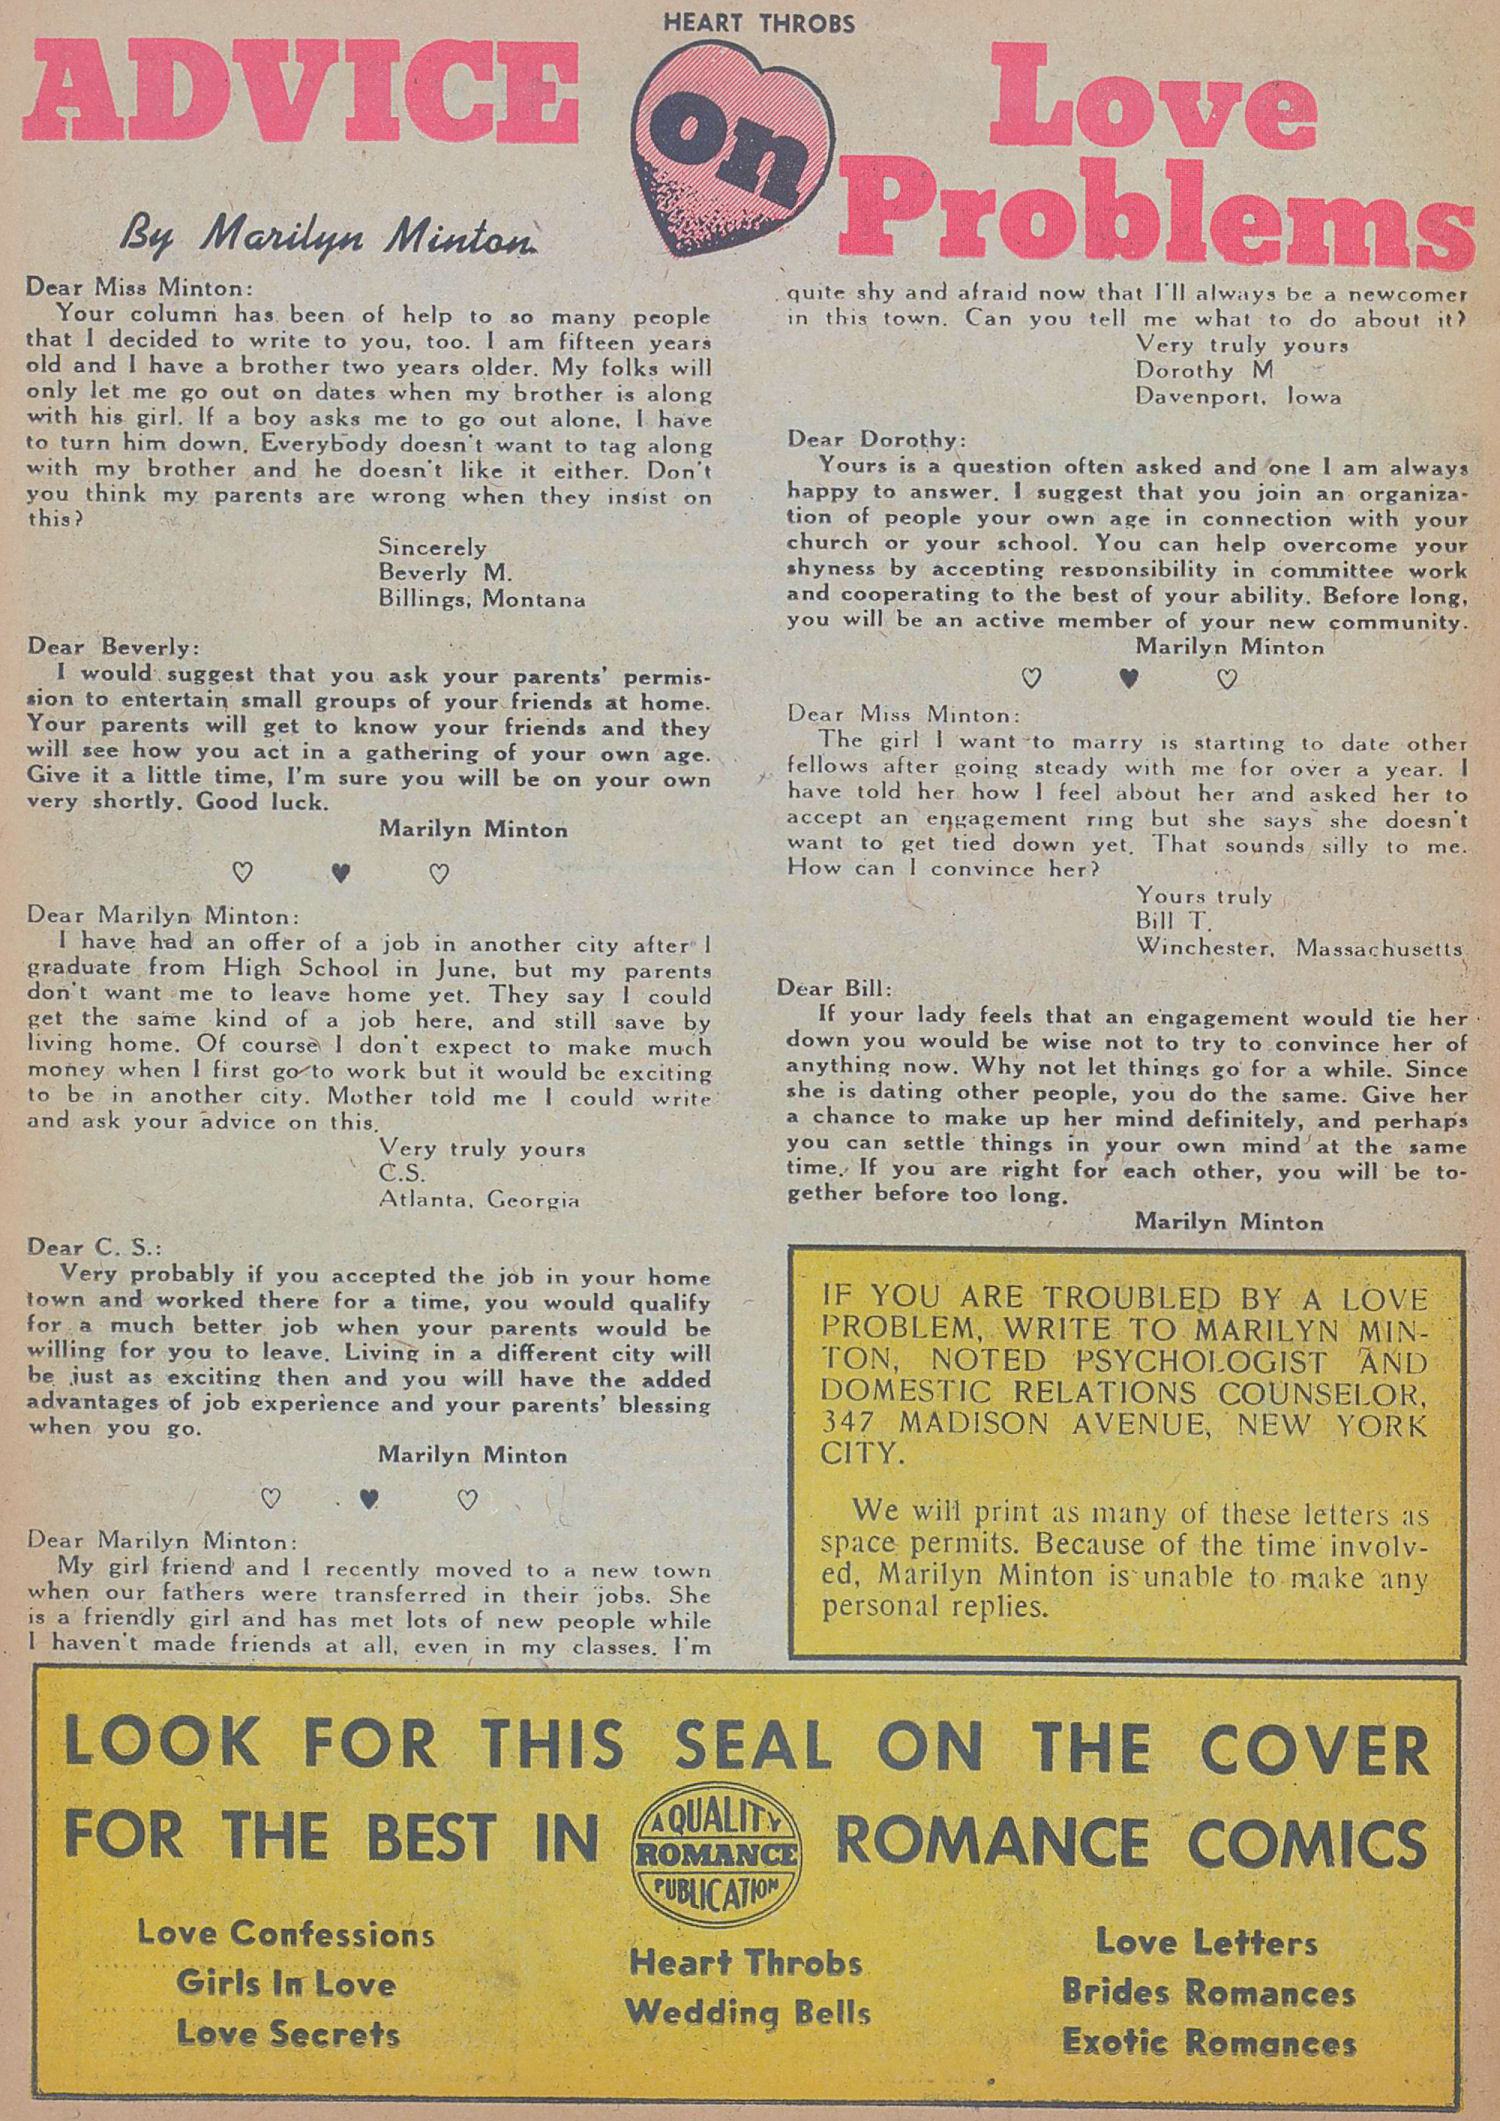 HEART THROBS
ADVICE on Love
Problems
By Marilyn Minton
Dear Miss Minton:
Your column has been of help to so many people
that I decided to write to you, too. I am fifteen years
old and I have a brother two years older. My folks will
only let me go out on dates when my brother is along
with his girl. If a boy asks me to go out alone, I have
to turn him down. Everybody doesn't want to tag along
with my brother and he doesn't like it either. Don't
you think my parents are wrong when they insist on
this?
Sincerely
Beverly M.
Billings, Montana
Dear Beverly:
I would suggest that you ask your parents' permis-
sion to entertain small groups of your friends at home.
Your parents will get to know your friends and they
will see how you act in a gathering of your own age.
Give it a little time, I'm sure you will be on your own
very shortly. Good luck.
Marilyn Minton
Dear Marilyn Minton:
I have had an offer of a job in another city after I
graduate from High School in June, but my parents
don't want me to leave home yet. They say I could
get the same kind of a job here, and still save by
living home. Of course I don't expect to make much
money when I first go to work but it would be exciting
to be in another city. Mother told me I could write
and ask your advice on this.
Very truly yours
C.S.
Atlanta, Georgia
Dear C. S.:
Very probably if you accepted the job in your home
town and worked there for a time, you would qualify
for a much better job when your parents would be
willing for you to leave. Living in a different city will
be just as exciting then and you will have the added
advantages of job experience and your parents' blessing
when you go.
Marilyn Minton
Dear Marilyn Minton:
My girl friend and I recently moved to a new town
when our fathers were transferred in their jobs. She
is a friendly girl and has met lots of new people while
I haven't made friends at all, even in my classes. I'm
quite shy and afraid now that I'll always be a newcomer
in this town. Can you tell me what to do about it?
Very truly yours
Dorothy M
Davenport, Iowa
Dear Dorothy:
Yours is a question often asked and one I am always
happy to answer. I suggest that you join an organiza-
tion of people your own age in connection with your
church or your school. You can help overcome your
shyness by accepting responsibility in committee work
and cooperating to the best of your ability. Before long,
you will be an active member of your new community.
Marilyn Minton
Dear Miss Minton:
The girl I want to marry is starting to date other
fellows after going steady with me for over a year. I
have told her how I feel about her and asked her to
accept an engagement ring but she says she doesn't
want to get tied down yet. That sounds silly to me.
How can I convince her?
Yours truly
Bill T.
Winchester, Massachusetts
Dear Bill:
If your lady feels that an engagement would tie her
down you would be wise not to try to convince her of
anything now. Why not let things go for a while. Since
she is dating other people, you do the same. Give her
a chance to make up her mind definitely, and perhaps
you can settle things in your own mind at the same
time. If you are right for each other, you will be to-
gether before too long.
Marilyn Minton
IF YOU ARE TROUBLED BY A LOVE
PROBLEM, WRITE TO MARILYN MIN-
TON, NOTED PSYCHOLOGIST AND
DOMESTIC RELATIONS COUNSELOR,
347 MADISON AVENUE, NEW YORK
CITY.
We will print as many of these letters as
space permits. Because of the time involv-
ed, Marilyn Minton is unable to make any
personal replies.
LOOK FOR THIS SEAL ON THE COVER
FOR THE BEST IN ROMANCE COMICS
A QUALITY
ROMANCE
PUBLICATION
Love Confessions
Girls In Love
Love Secrets
Heart Throbs
Wedding Bells
Love Letters
Brides Romances
Exotic Romances